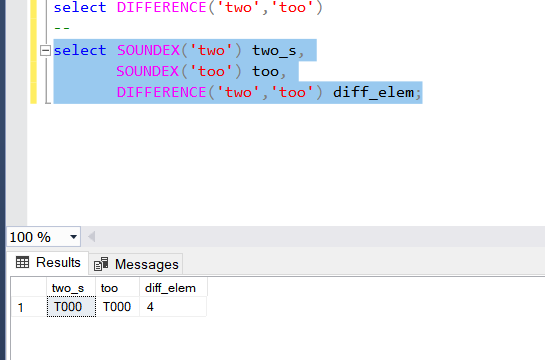 select DIFFERENCE('two','too')
--
select SOUNDEX('two') two_s,
SOUNDEX('too') too,
DIFFERENCE('two','too') diff_elem;
100 %
Results Messages
two_s too diff_elem
1 T000 T000 4